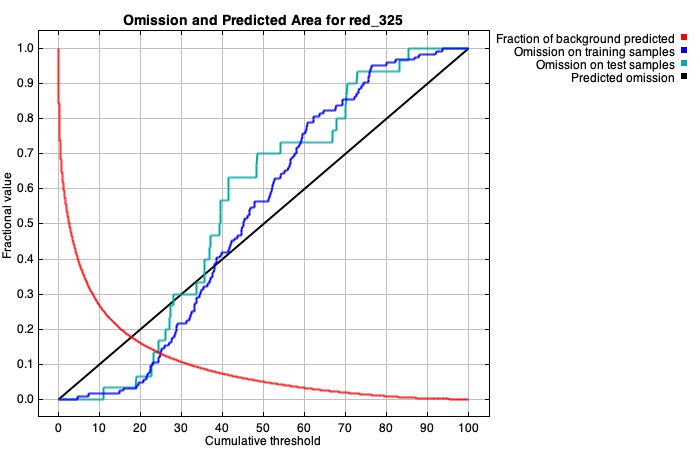 Omission and Predicted Area for red_325
Fraction of background predicted
Omission on training samples
Omission on test samples
Predicted omission
Fractional value
1.0
0.9
0.8
0.7
0.6
0.5
0.4
0.3
0.2
0.1
0.0
0 10 20 30 40 50 60 70 80 90 100
Cumulative threshold